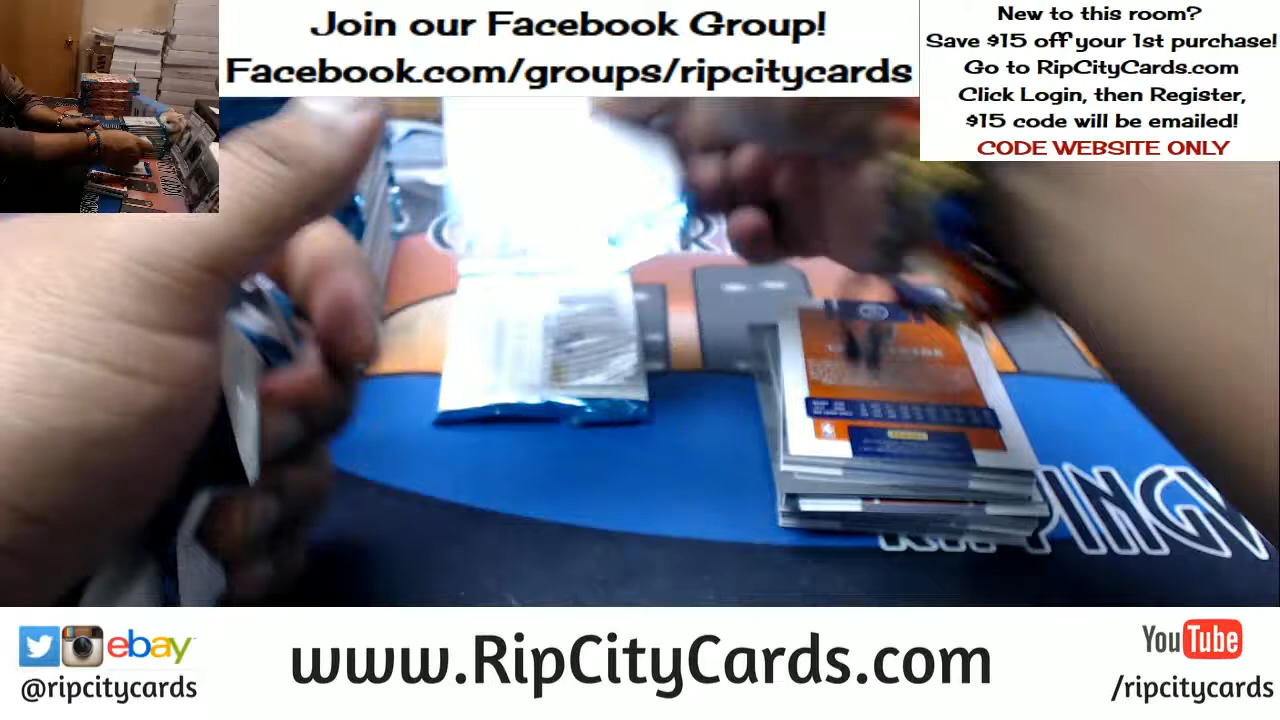 Join our Facebook Group!
Facebook.com/groups/ripcitycards
New to this room?
Save $15 off your 1st purchase!
Go to RipCityCards.com
Click Login, then Register,
$15 code will be emailed!
CODE WEBSITE ONLY
ebay
@ripcitycards
www.RipCityCards.com
YouTube
/ripcitycards